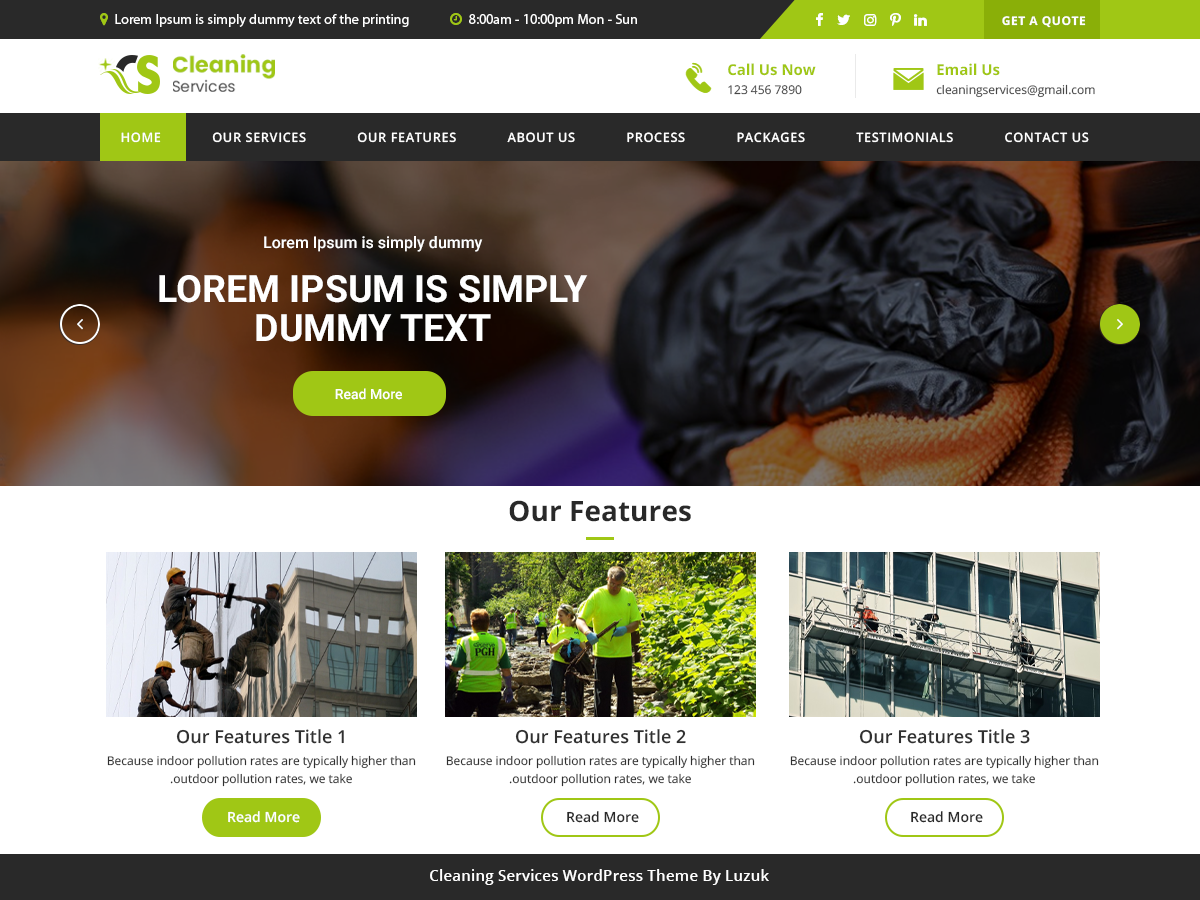 Lorem Ipsum is simply dummy text of the printing
8:00am - 10:00pm Mon - Sun
GET A QUOTE
CS
Cleaning
Services
Call Us Now
123 456 7890
Email Us
cleaningservices@gmail.com
HOME
OUR SERVICES
OUR FEATURES
ABOUT US
PROCESS
PACKAGES
TESTIMONIALS
CONTACT US
Lorem Ipsum is simply dummy
LOREM IPSUM IS SIMPLY
DUMMY TEXT
Read More
Our Features
PGH
Our Features Title 1
Because indoor pollution rates are typically higher than
.outdoor pollution rates, we take
Read More
Our Features Title 2
Because indoor pollution rates are typically higher than
.outdoor pollution rates, we take
Read More
Our Features Title 3
Because indoor pollution rates are typically higher than
.outdoor pollution rates, we take
Read More
Cleaning Services WordPress Theme By Luzuk